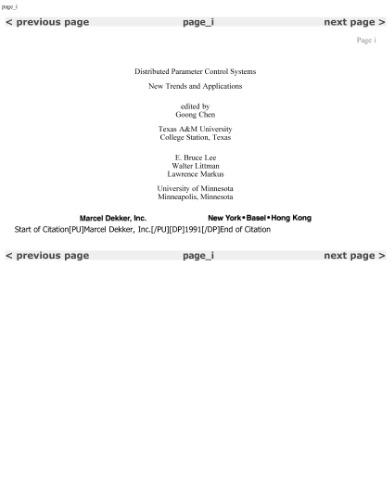 page_i
< previous page page_i next page >
Page i
Distributed Parameter Control Systems
New Trends and Applications
edited by
Goong Chen
Texas A&M University
College Station, Texas
E. Bruce Lee
Walter Littman
Lawrence Markus
University of Minnesota
Minneapolis, Minnesota
Marcel Dekker, Inc. New York•Basel•Hong Kong
Start of Citation[PU]Marcel Dekker, Inc.[/PU][DP]1991[/DP]End of Citation
< previous page page_i next page >